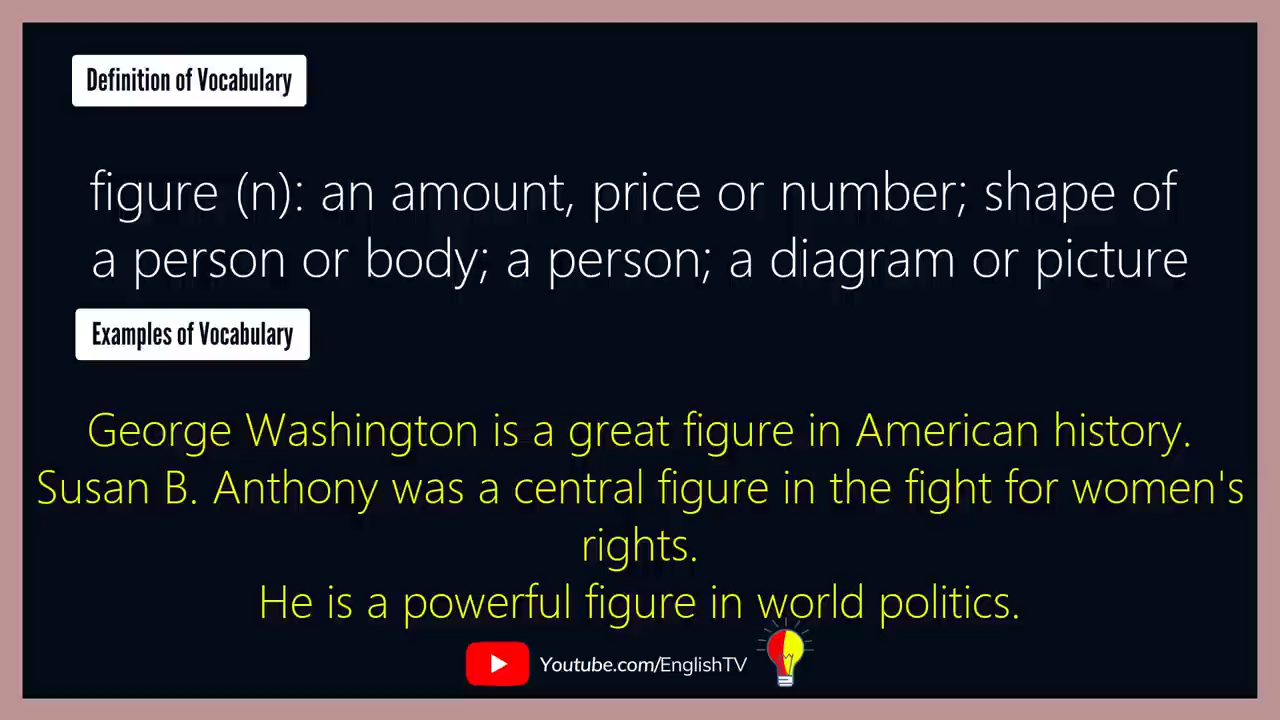 Definition of Vocabulary
figure (n): an amount, price or number; shape of
a person or body; a person; a diagram or picture
Examples of Vocabulary
George Washington is a great figure in American history.
Susan B. Anthony was a central figure in the fight for women's
rights.
He is a powerful figure in world politics.
Youtube.com/EnglishTV